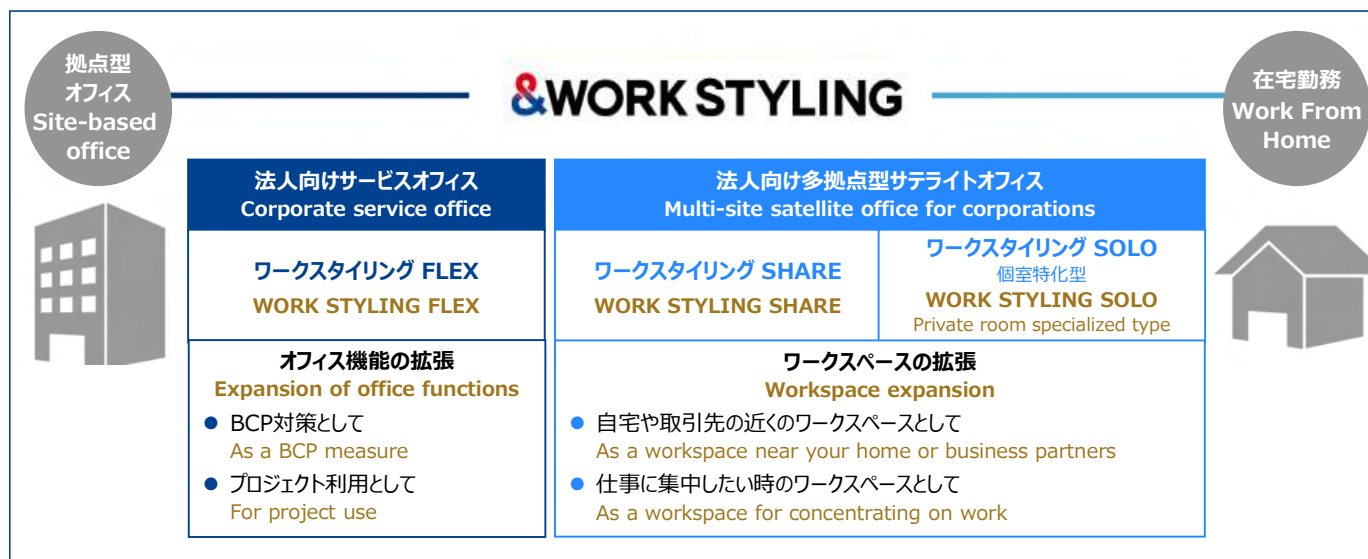 拠点型
オフィス
Site-based
office
&WORK STYLING
在宅勤務
Work From
Home
法人向けサービスオフィス
Corporate service office
法人向け多拠点型サテライトオフィス
Multi-site satellite office for corporations
ワークスタイリング FLEX
WORK STYLING FLEX
ワークスタイリング SHARE
WORK STYLING SHARE
ワークスタイリング SOLO
個室特化型
WORK STYLING SOLO
Private room specialized type
オフィス機能の拡張
Expansion of office functions
● BCP対策として
As a BCP measure
● プロジェクト利用として
For project use
ワークスペースの拡張
Workspace expansion
● 自宅や取引先の近くのワークスペースとして
As a workspace near your home or business partners
● 仕事に集中したい時のワークスペースとして
As a workspace for concentrating on work